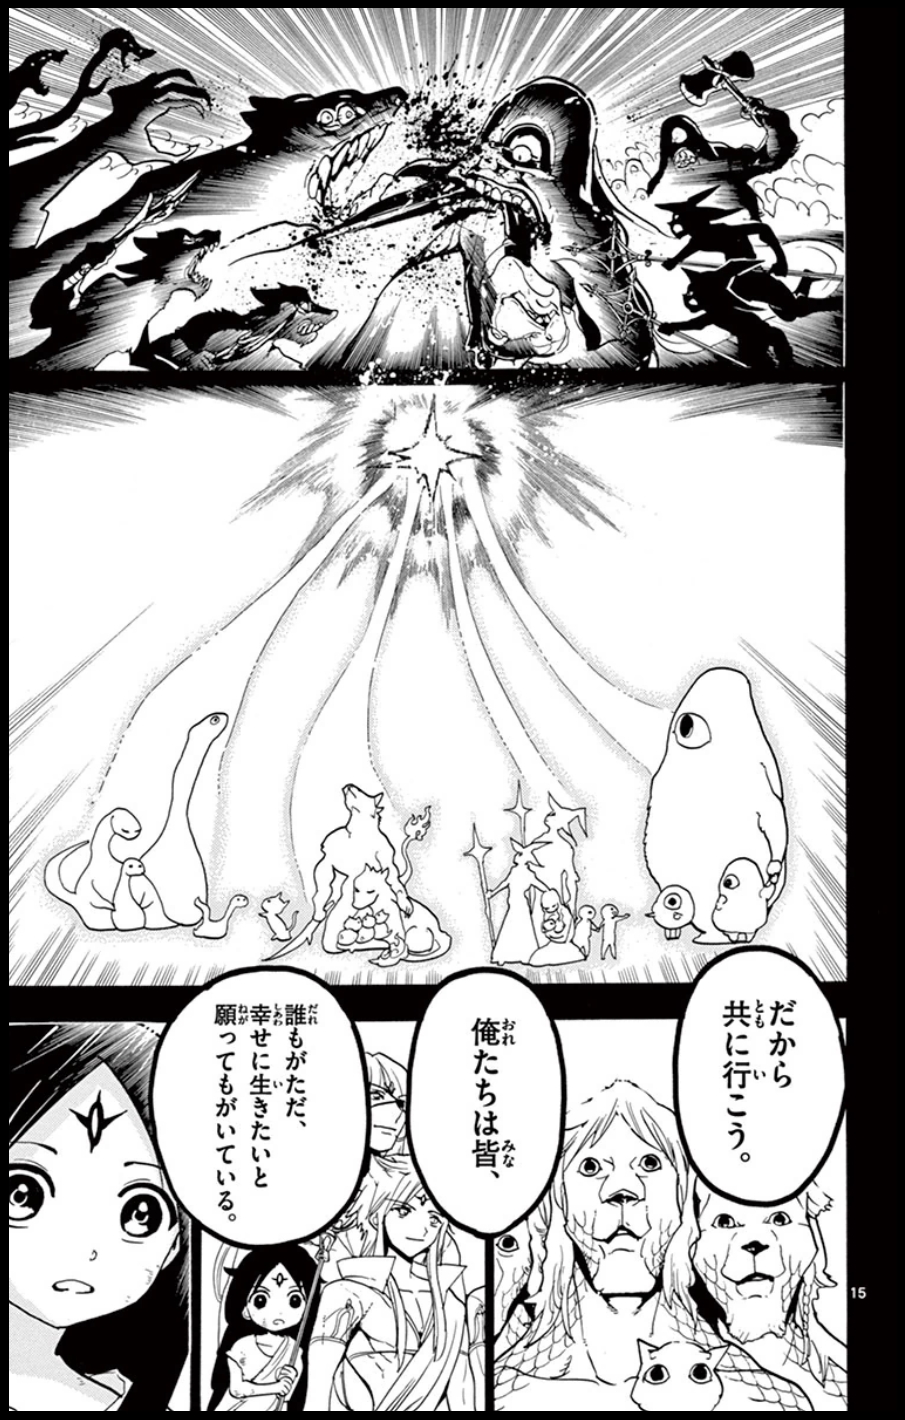 だから
共に行こう。
俺たちは皆、
誰もがただ、
幸せに生きたいと
願ってもがいている。
15